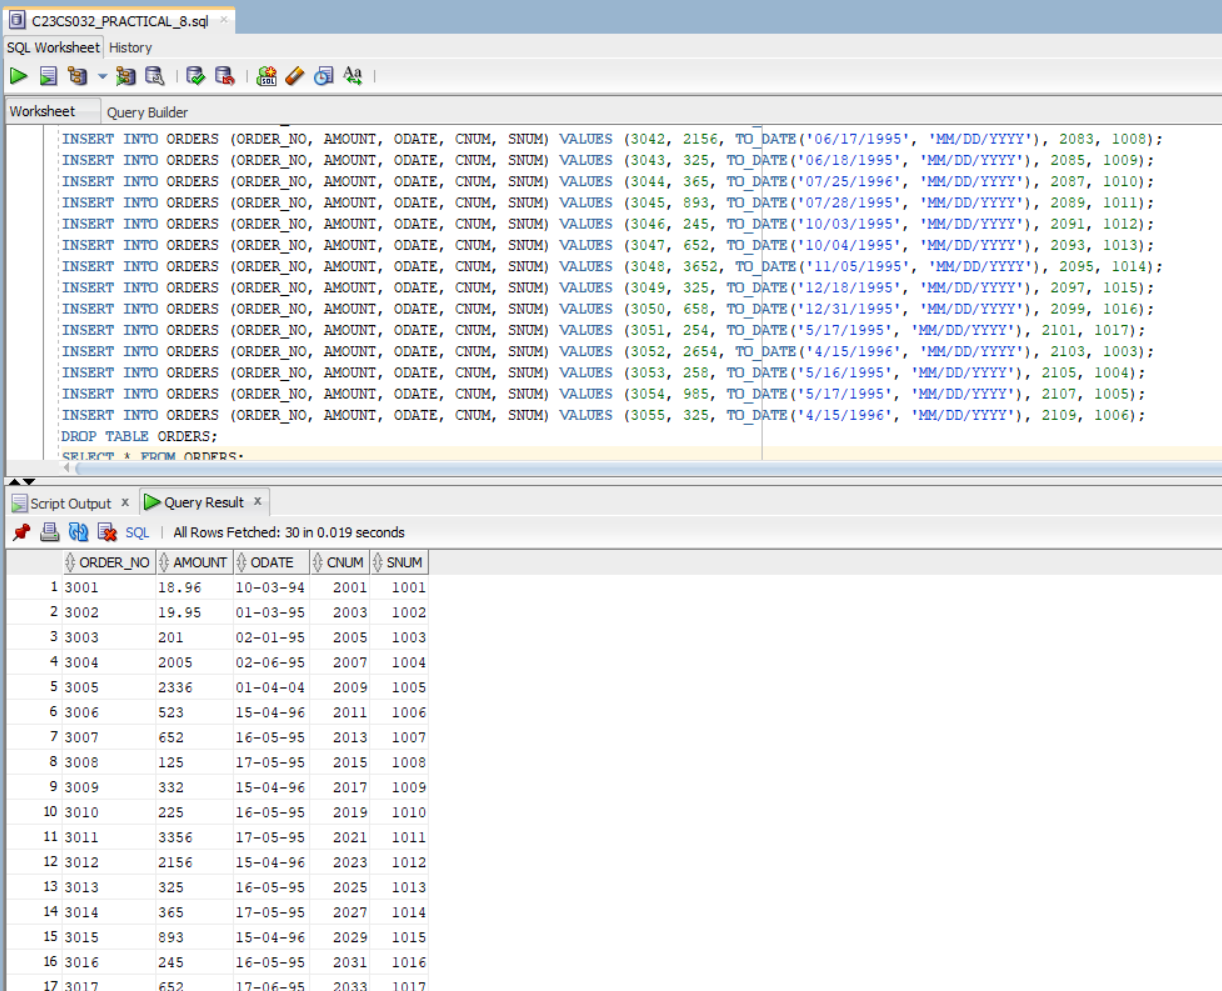 C23CS032_PRACTICAL_8.sql ×
SQL Worksheet History
Worksheet Query Builder
INSERT INTO ORDERS (ORDER_NO, AMOUNT, ODATE, CNUM, SNUM) VALUES (3042, 2156, TO_DATE('06/17/1995', 'MM/DD/YYYY'), 2083, 1008);
INSERT INTO ORDERS (ORDER_NO, AMOUNT, ODATE, CNUM, SNUM) VALUES (3043, 325, TO_DATE('06/18/1995', 'MM/DD/YYYY'), 2085, 1009);
INSERT INTO ORDERS (ORDER_NO, AMOUNT, ODATE, CNUM, SNUM) VALUES (3044, 365, TO_DATE('07/25/1996', 'MM/DD/YYYY'), 2087, 1010);
INSERT INTO ORDERS (ORDER_NO, AMOUNT, ODATE, CNUM, SNUM) VALUES (3045, 893, TO_DATE('07/28/1995', 'MM/DD/YYYY'), 2089, 1011);
INSERT INTO ORDERS (ORDER_NO, AMOUNT, ODATE, CNUM, SNUM) VALUES (3046, 245, TO_DATE('10/03/1995', 'MM/DD/YYYY'), 2091, 1012);
INSERT INTO ORDERS (ORDER_NO, AMOUNT, ODATE, CNUM, SNUM) VALUES (3047, 652, TO_DATE('10/04/1995', 'MM/DD/YYYY'), 2093, 1013);
INSERT INTO ORDERS (ORDER_NO, AMOUNT, ODATE, CNUM, SNUM) VALUES (3048, 3652, TO_DATE('11/05/1995', 'MM/DD/YYYY'), 2095, 1014);
INSERT INTO ORDERS (ORDER_NO, AMOUNT, ODATE, CNUM, SNUM) VALUES (3049, 325, TO_DATE('12/18/1995', 'MM/DD/YYYY'), 2097, 1015);
INSERT INTO ORDERS (ORDER_NO, AMOUNT, ODATE, CNUM, SNUM) VALUES (3050, 658, TO_DATE('12/31/1995', 'MM/DD/YYYY'), 2099, 1016);
INSERT INTO ORDERS (ORDER_NO, AMOUNT, ODATE, CNUM, SNUM) VALUES (3051, 254, TO_DATE('5/17/1995', 'MM/DD/YYYY'), 2101, 1017);
INSERT INTO ORDERS (ORDER_NO, AMOUNT, ODATE, CNUM, SNUM) VALUES (3052, 2654, TO_DATE('4/15/1996', 'MM/DD/YYYY'), 2103, 1003);
INSERT INTO ORDERS (ORDER_NO, AMOUNT, ODATE, CNUM, SNUM) VALUES (3053, 258, TO_DATE('5/16/1995', 'MM/DD/YYYY'), 2105, 1004);
INSERT INTO ORDERS (ORDER_NO, AMOUNT, ODATE, CNUM, SNUM) VALUES (3054, 985, TO_DATE('5/17/1995', 'MM/DD/YYYY'), 2107, 1005);
INSERT INTO ORDERS (ORDER_NO, AMOUNT, ODATE, CNUM, SNUM) VALUES (3055, 325, TO_DATE('4/15/1996', 'MM/DD/YYYY'), 2109, 1006);
DROP TABLE ORDERS;
SELECT * FROM ORDERS;
Script Output x Query Result x
SQL | All Rows Fetched: 30 in 0.019 seconds
ORDER_NO AMOUNT ODATE CNUM SNUM
1 3001 18.96 10-03-94 2001 1001
2 3002 19.95 01-03-95 2003 1002
3 3003 201 02-01-95 2005 1003
4 3004 2005 02-06-95 2007 1004
5 3005 2336 01-04-04 2009 1005
6 3006 523 15-04-96 2011 1006
7 3007 652 16-05-95 2013 1007
8 3008 125 17-05-95 2015 1008
9 3009 332 15-04-96 2017 1009
10 3010 225 16-05-95 2019 1010
11 3011 3356 17-05-95 2021 1011
12 3012 2156 15-04-96 2023 1012
13 3013 325 16-05-95 2025 1013
14 3014 365 17-05-95 2027 1014
15 3015 893 15-04-96 2029 1015
16 3016 245 16-05-95 2031 1016
17 3017 652 17-06-95 2033 1017